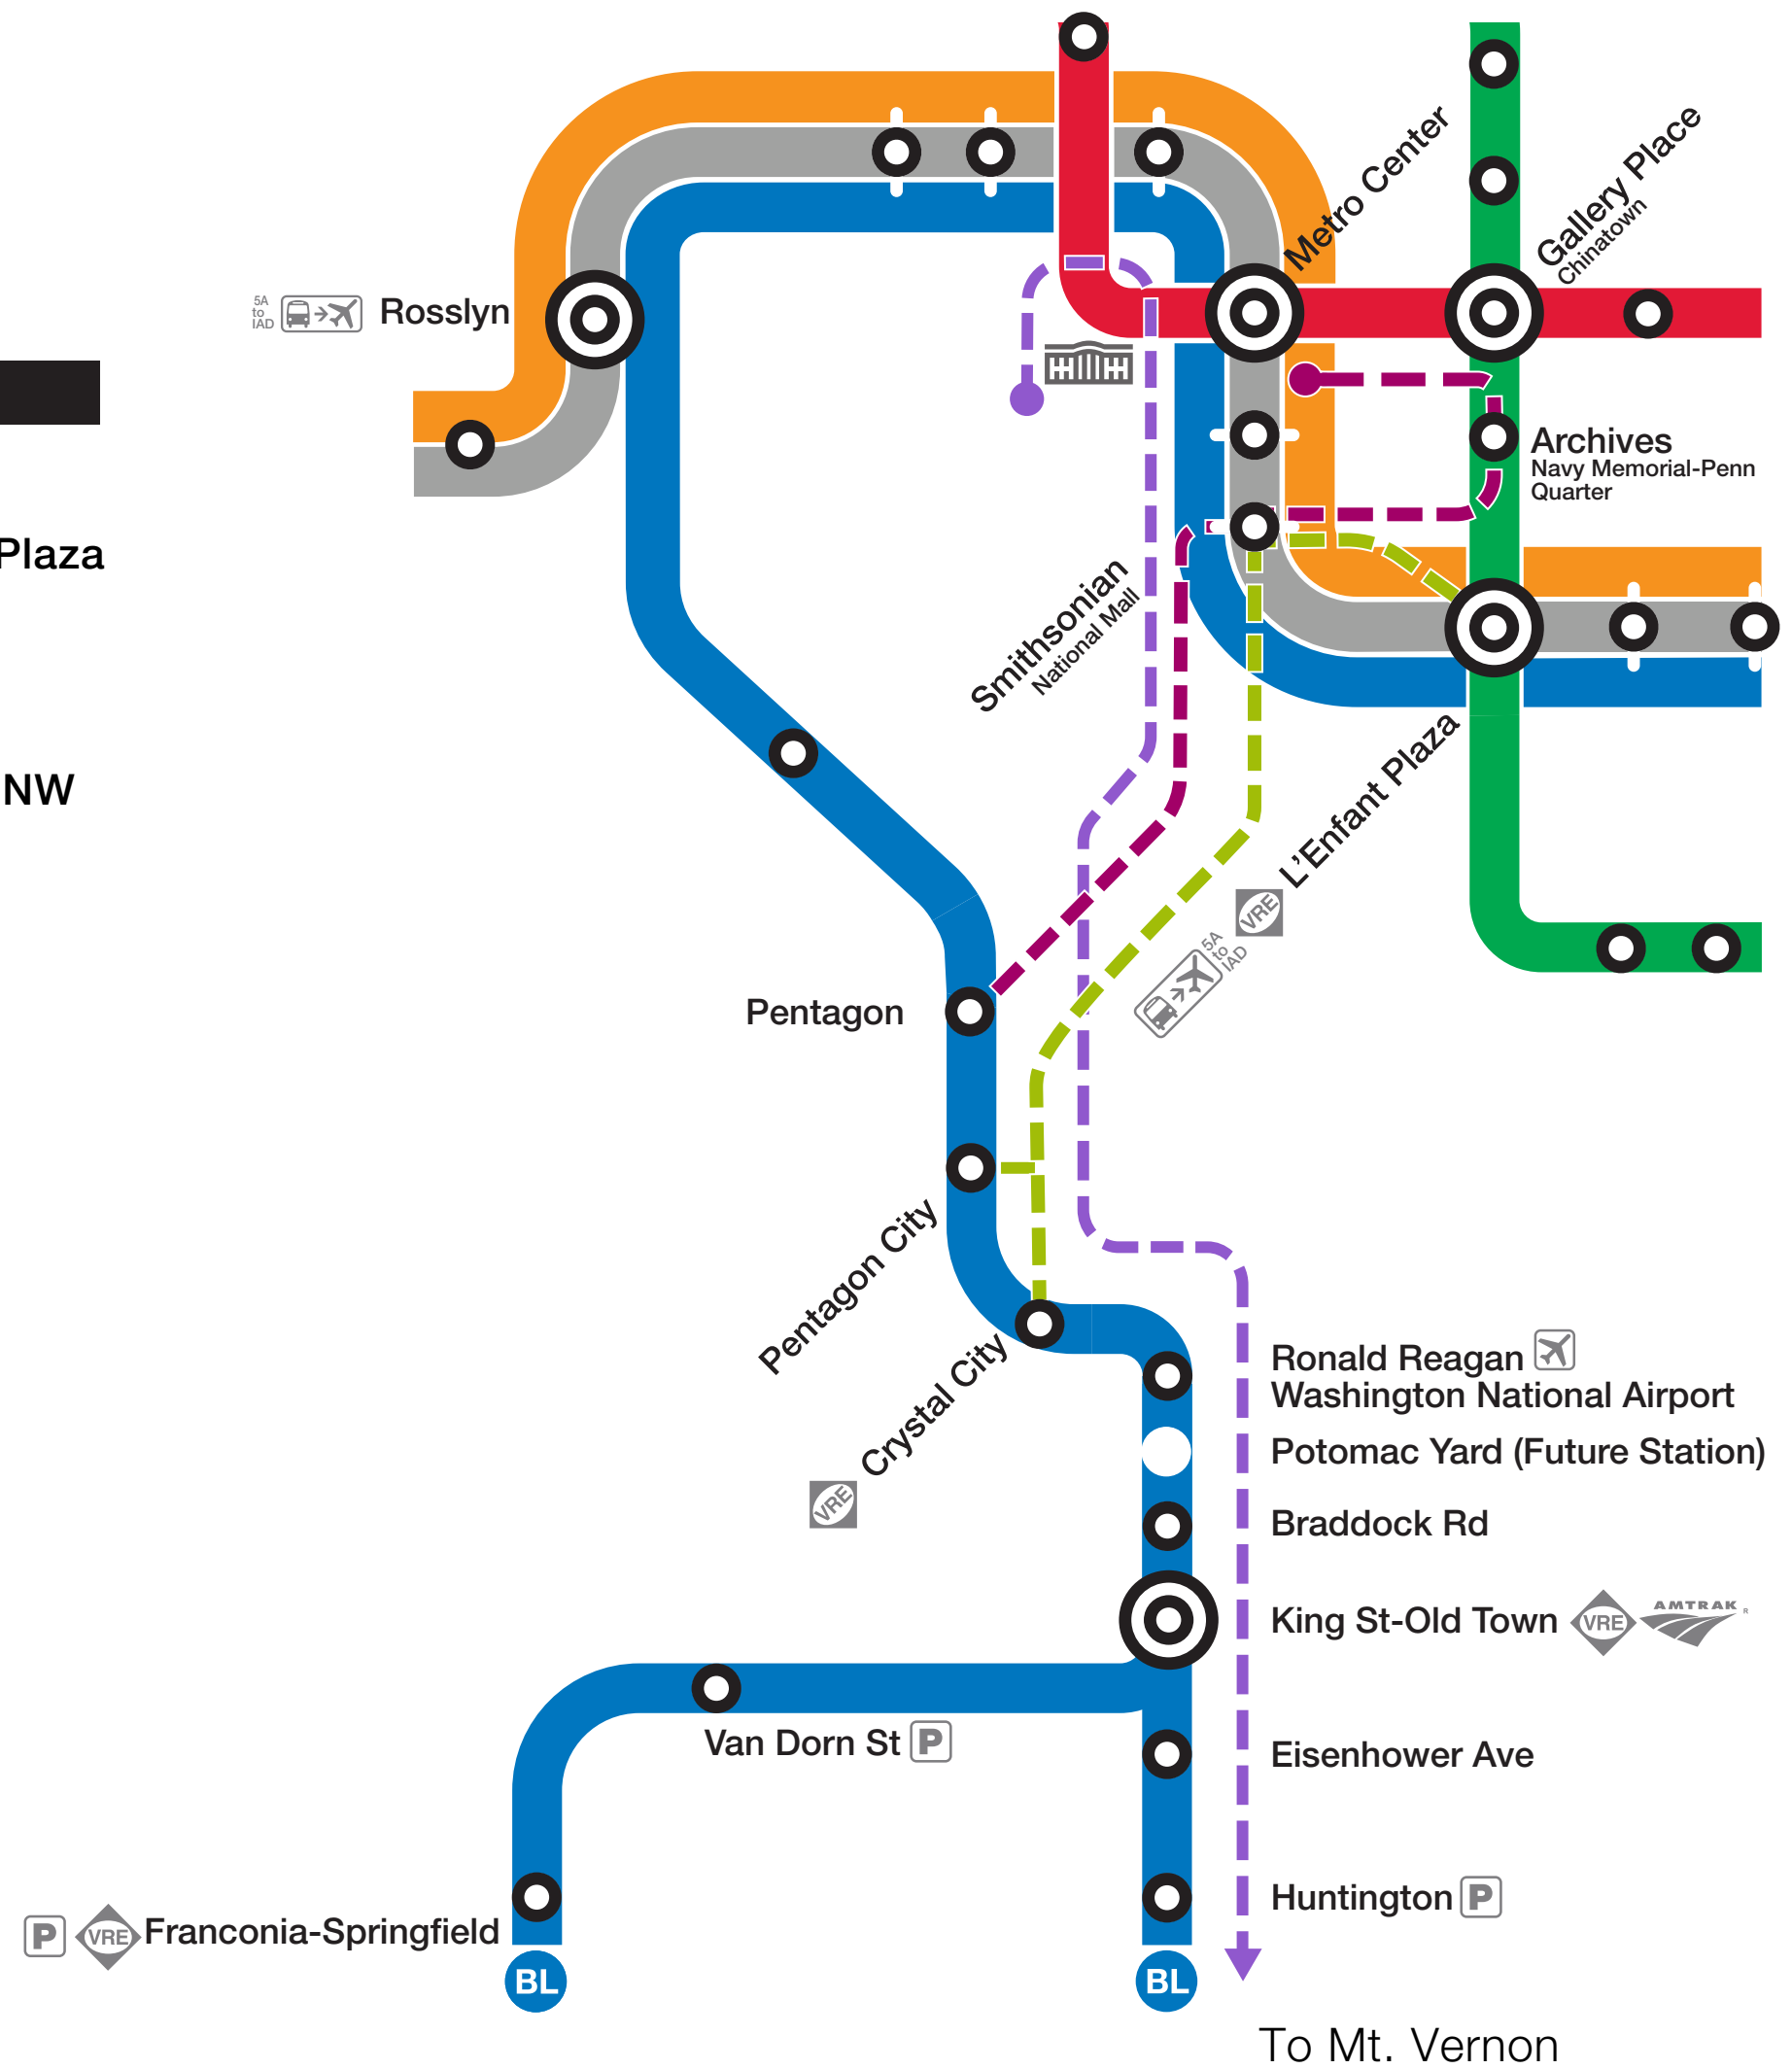 Metro Center
Gallery Place
Chinatown
5A
to
IAD
Rosslyn
Archives
Navy Memorial-Penn
Quarter
Plaza
Smithsonian
National Mall
NW
L'Enfant Plaza
VRE
5A
to
IAD
Pentagon
Pentagon City
Crystal City
VRE
Ronald Reagan
Washington National Airport
Potomac Yard (Future Station)
Braddock Rd
King St-Old Town VRE AMTRAK R
Van Dorn St P
Eisenhower Ave
Huntington P
P VRE Franconia-Springfield
BL
BL
To Mt. Vernon